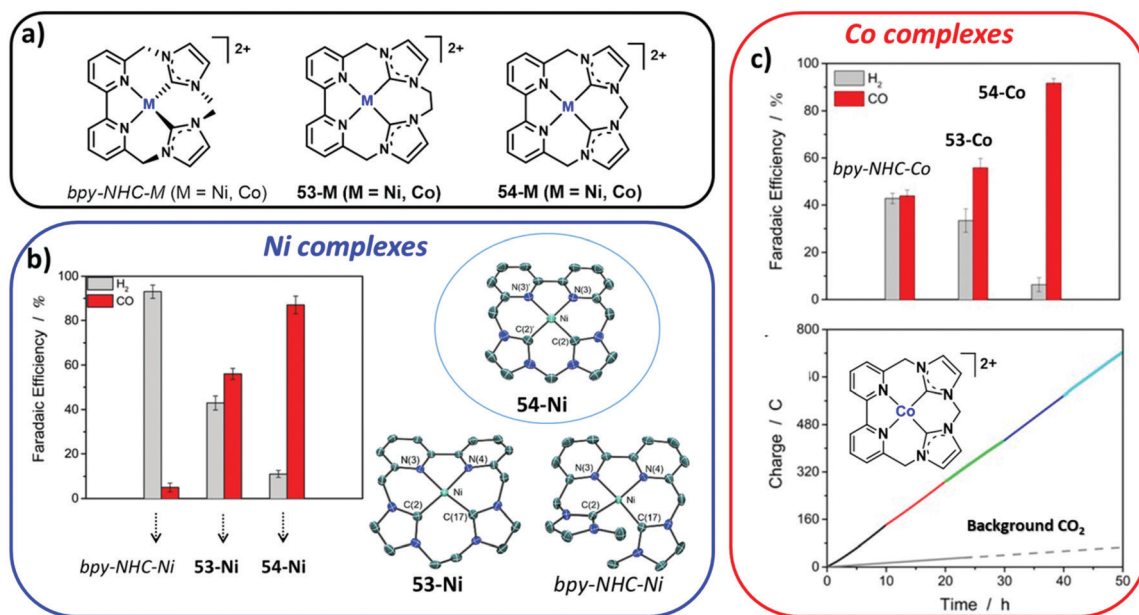 a)
2+
N
N
N
N
N
N
M
bpy-NHC-M (M = Ni, Co)
2+
N
N
N
N
N
N
M
53-M (M = Ni, Co)
2+
N
N
N
N
N
N
M
54-M (M = Ni, Co)
Ni complexes
b)
100
80
60
40
20
0
Faradaic Efficiency / %
H₂
CO
bpy-NHC-Ni
53-Ni
54-Ni
N(3)'
N(3)
Ni
C(2)'
C(2)
54-Ni
N(3)
N(4)
Ni
C(2)
C(17)
53-Ni
N(3)
N(4)
Ni
C(2)
C(17)
bpy-NHC-Ni
Co complexes
c)
100
80
60
40
20
0
Faradaic Efficiency / %
H₂
CO
bpy-NHC-Co
53-Co
54-Co
800
480
320
160
0
Charge / C
2+
N
N
N
N
N
N
Co
Background CO₂
0 10 20 30 40 50
Time / h